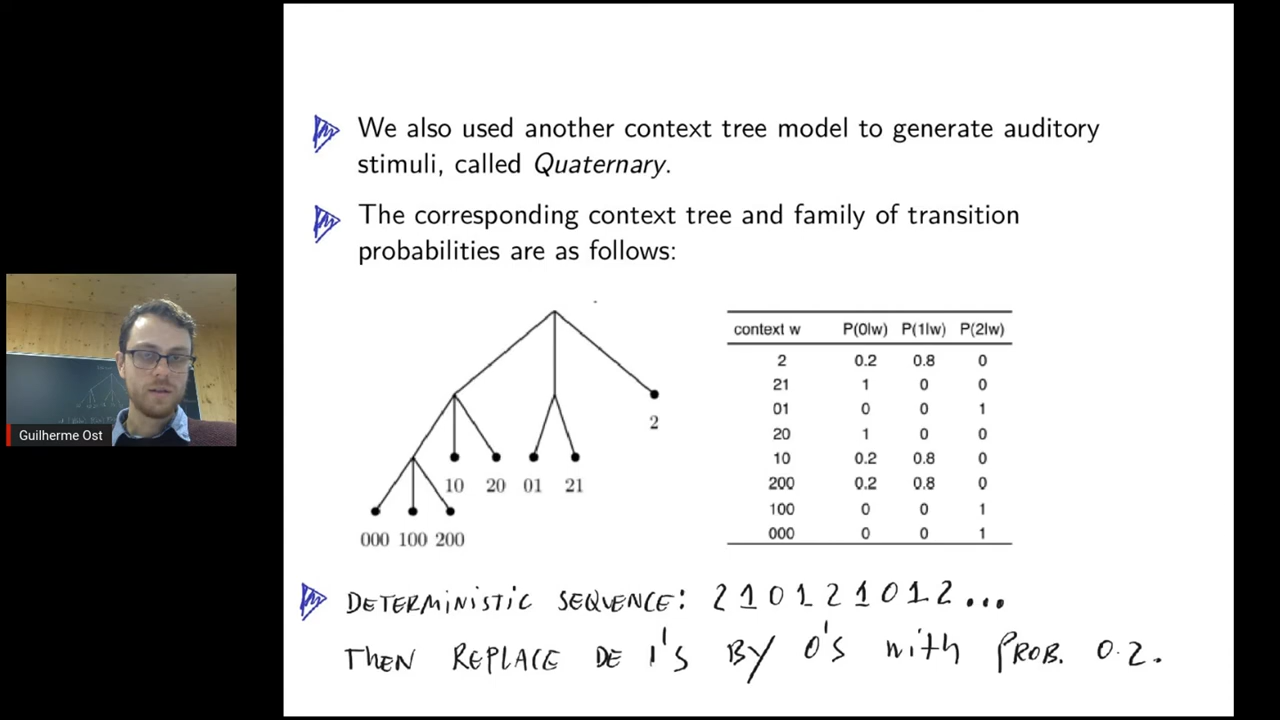 We also used another context tree model to generate auditory
stimuli, called Quaternary.
The corresponding context tree and family of transition
probabilities are as follows:
context w P(0|w) P(1|w) P(2|w)
2 0.2 0.8 0
21 1 0 0
01 0 0 1
20 1 0 0
10 0.2 0.8 0
200 0.2 0.8 0
100 0 0 1
000 0 0 1
2
10 20 01 21
000 100 200
Guilherme Ost
DETERMINISTIC SEQUENCE: 2 1 0 1 2 1 0 1 2 ...
THEN REPLACE DE 1'S BY 0'S WITH PROB. 0.2.